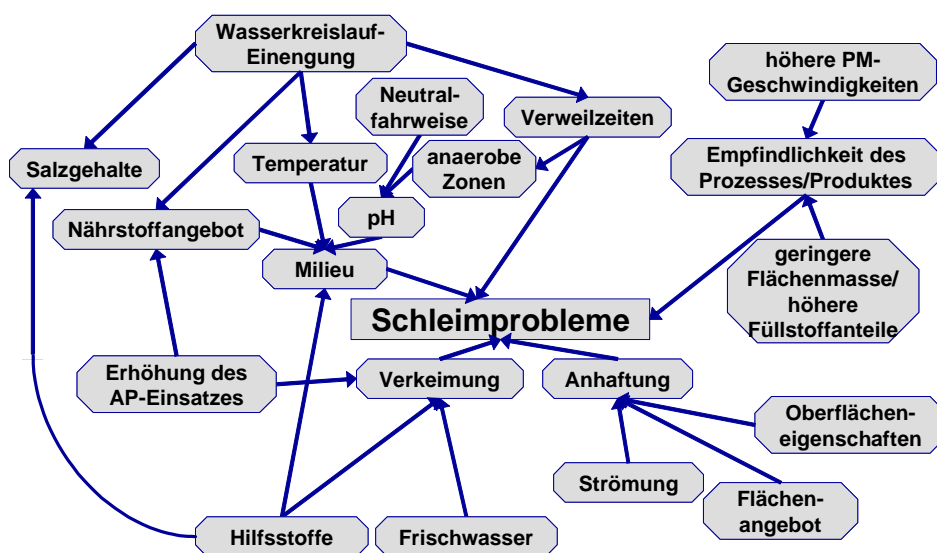 Wasserkreislauf-
Einengung
höhere PM-
Geschwindigkeiten
Neutral-
fahrweise
Verweilzeiten
Salzgehalte
Temperatur
anaerobe
Zonen
Empfindlichkeit des
Prozesses/Produktes
Nährstoffangebot
pH
Milieu
geringere
Flächenmasse/
höhere
Füllstoffanteile
Schleimprobleme
Erhöhung des
AP-Einsatzes
Verkeimung
Anhaftung
Oberflächen-
eigenschaften
Strömung
Flächen-
angebot
Hilfsstoffe
Frischwasser